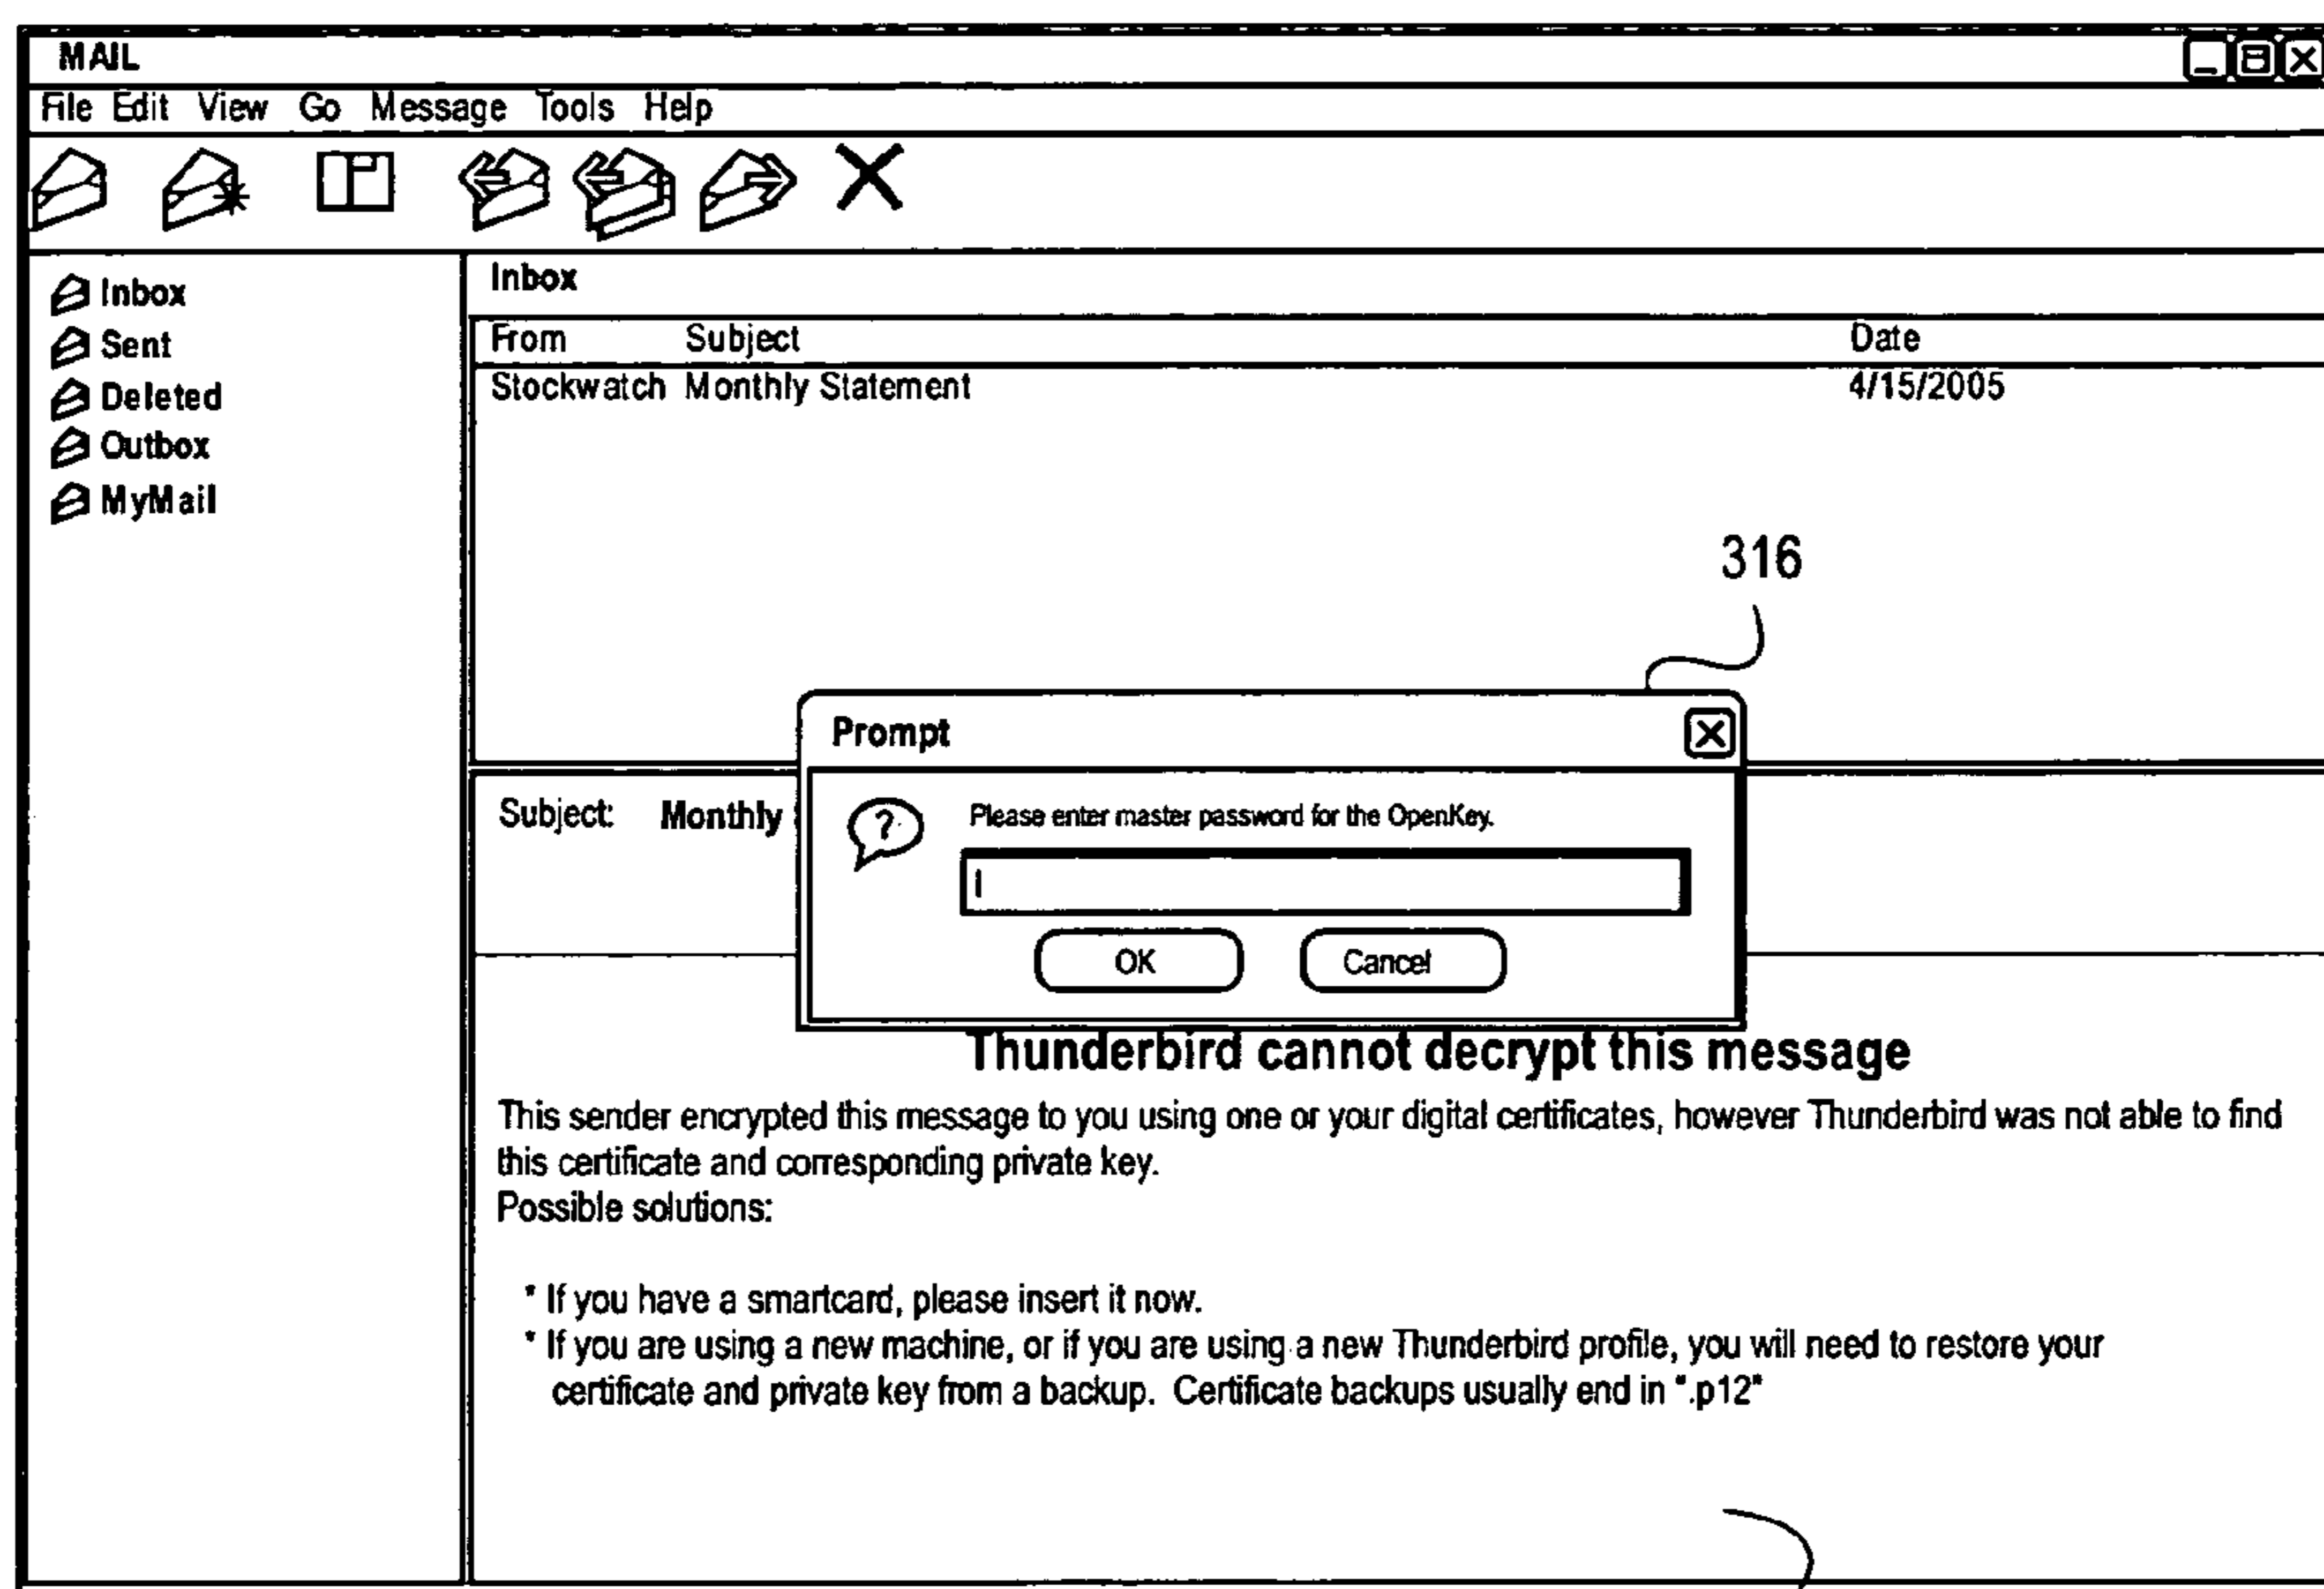 MAIL
File Edit View Go Message Tools Help
Inbox
Sent
Deleted
Outbox
MyMail
Inbox
From Subject Date
Stockwatch Monthly Statement 4/15/2005
316
Prompt
Subject: Monthly
Please enter master password for the OpenKey.
OK Cancel
Thunderbird cannot decrypt this message
This sender encrypted this message to you using one or your digital certificates, however Thunderbird was not able to find
this certificate and corresponding private key.
Possible solutions:
* If you have a smartcard, please insert it now.
* If you are using a new machine, or if you are using a new Thunderbird profile, you will need to restore your
certificate and private key from a backup. Certificate backups usually end in ".p12"